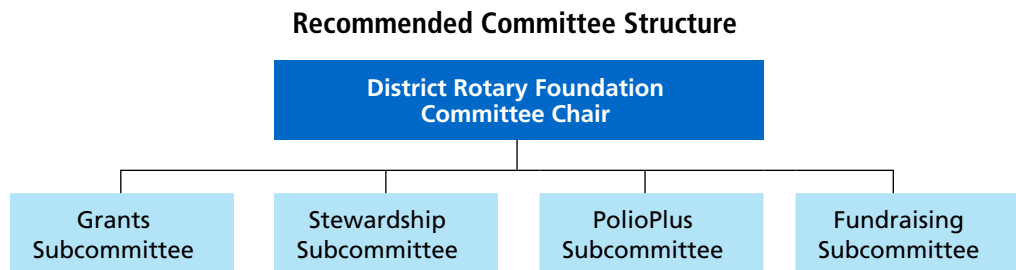 Recommended Committee Structure
District Rotary Foundation
Committee Chair
Grants
Subcommittee
Stewardship
Subcommittee
PolioPlus
Subcommittee
Fundraising
Subcommittee